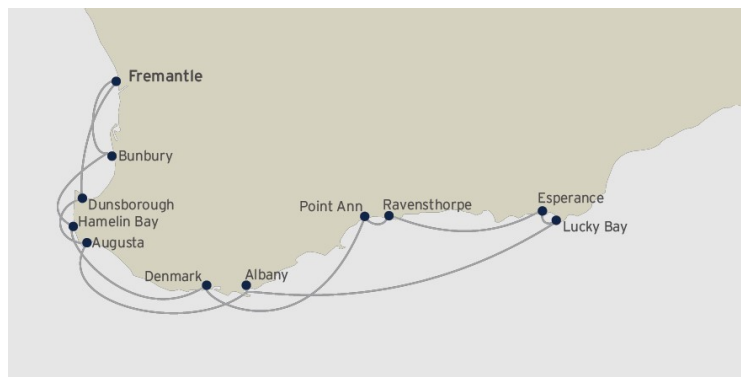 Fremantle
Bunbury
Dunsborough
Hamelin Bay
Augusta
Denmark
Albany
Point Ann
Ravensthorpe
Esperance
Lucky Bay